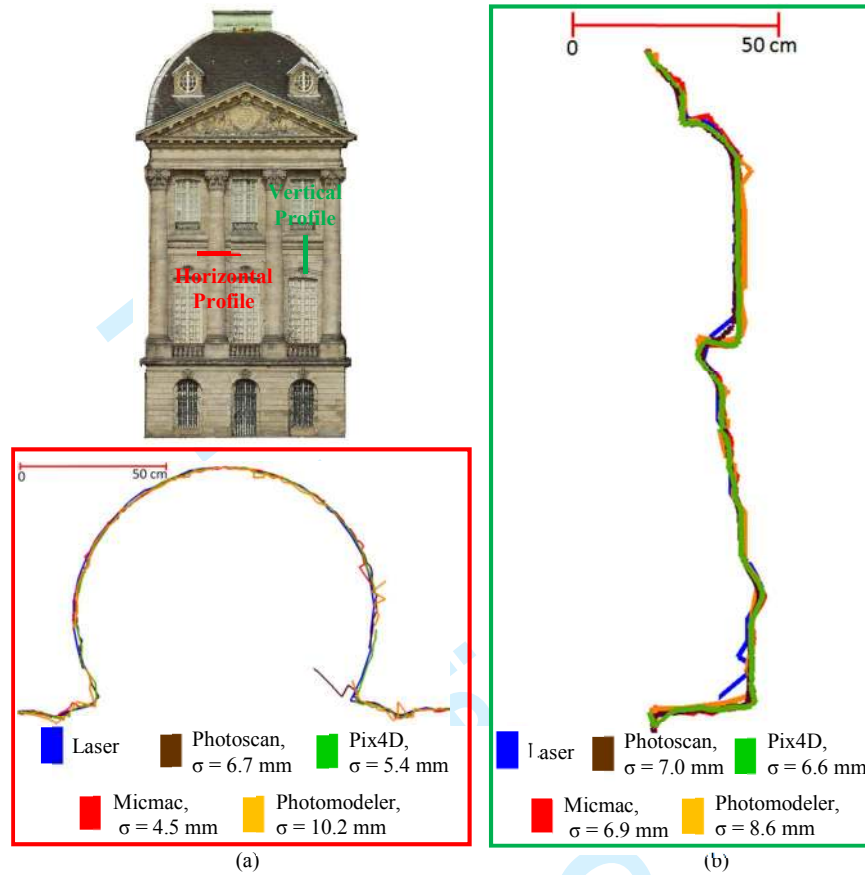 0
50 cm
Vertical
Profile
Horizontal
Profile
0
50 cm
Laser
Photoscan,
σ = 6.7 mm
Pix4D,
σ = 5.4 mm
Micmac,
σ = 4.5 mm
Photomodeler,
σ = 10.2 mm
(a)
Laser
Photoscan,
σ = 7.0 mm
Pix4D,
σ = 6.6 mm
Micmac,
σ = 6.9 mm
Photomodeler,
σ = 8.6 mm
(b)